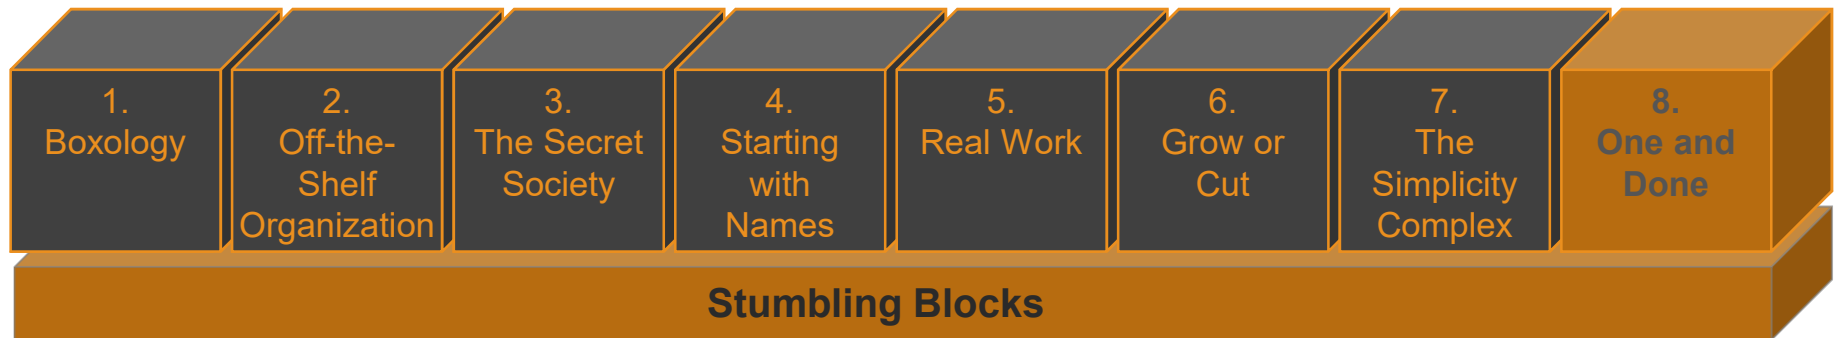 1.
Boxology
2.
Off-the-
Shelf
Organization
3.
The Secret
Society
4.
Starting
with
Names
5.
Real Work
6.
Grow or
Cut
7.
The
Simplicity
Complex
8.
One and
Done
Stumbling Blocks